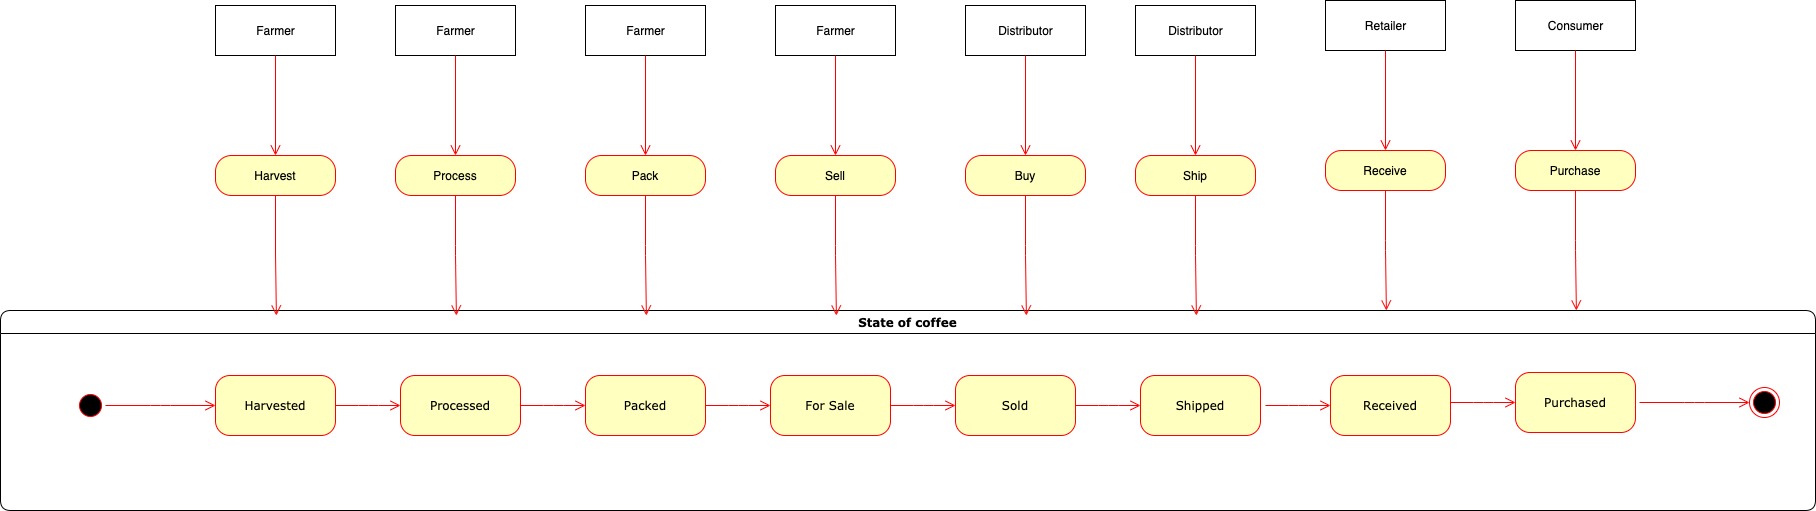 Farmer
Farmer
Farmer
Farmer
Distributor
Distributor
Retailer
Consumer
Harvest
Process
Pack
Sell
Buy
Ship
Receive
Purchase
State of coffee
Harvested
Processed
Packed
For Sale
Sold
Shipped
Received
Purchased